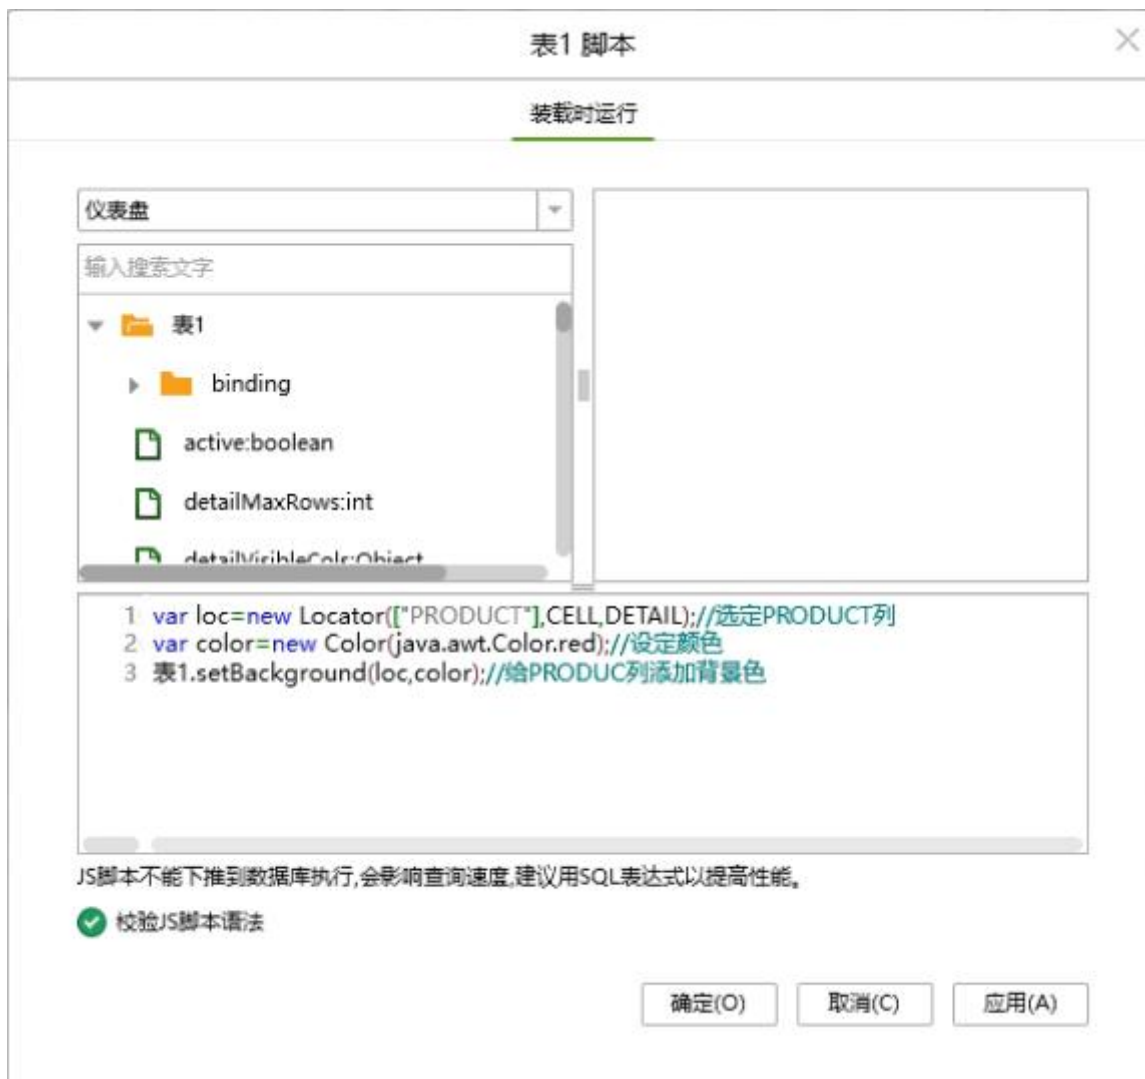 表1 脚本
装载时运行
仪表盘
输入搜索文字
表1
binding
active:boolean
detailMaxRows:int
detailVisibleCols:Object
1 var loc=new Locator(["PRODUCT"],CELL,DETAIL);//选定PRODUCT列
2 var color=new Color(java.awt.Color.red);//设定颜色
3 表1.setBackground(loc,color);//给PRODUC列添加背景色
JS脚本不能下推到数据库执行,会影响查询速度,建议用SQL表达式以提高性能。
校验JS脚本语法
确定(O) 取消(C) 应用(A)